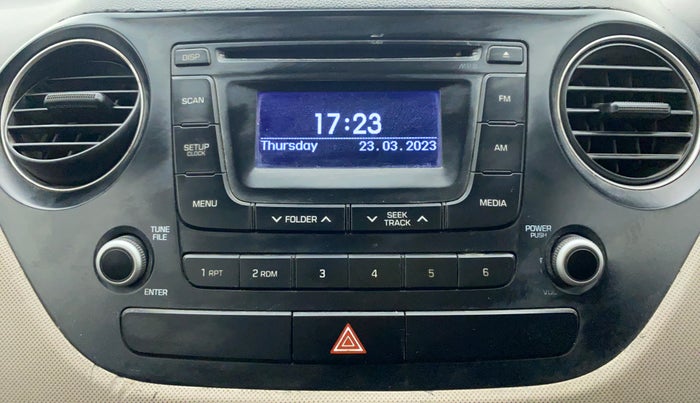 DISP
SCAN
SETUP
CLOCK
MENU
17:23
Thursday 23.03.2023
FM
AM
MEDIA
FOLDER
SEEK
TRACK
TUNE
FILE
ENTER
POWER
PUSH
1 RPT
2 RDM
3
4
5
6